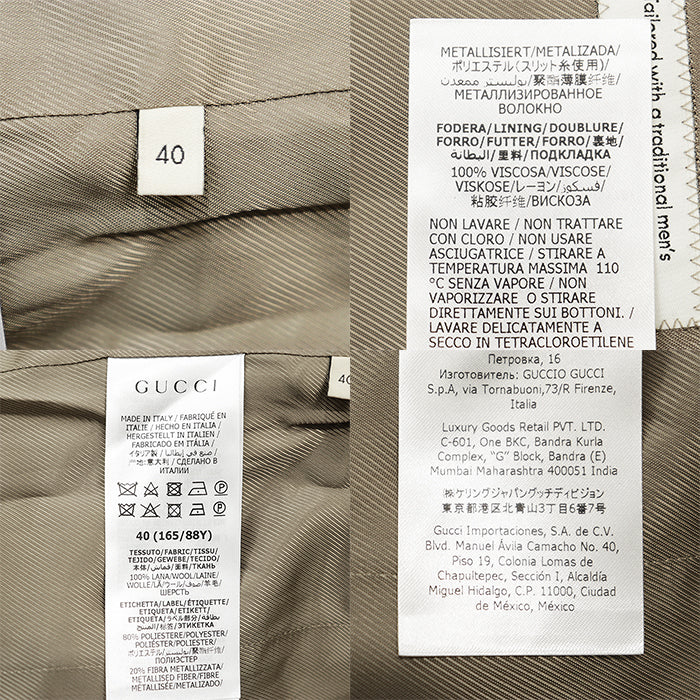 40
METALLISIERT/METALIZADA/
ポリエステル(スリット糸使用)/
بوليستر ممعدن/聚酯薄膜纤维/
МЕТАЛЛИЗИРОВАННОЕ
ВОЛОКНО
FODERA/LINING/DOUBLURE/
FORRO/FUTTER/FORRO/裏地/
البطانة/里料/ПОДКЛАДКА
100% VISCOSA/VISCOSE/
VISKOSE/レーヨン/فسكوز/
粘胶纤维/ВИСКОЗА
NON LAVARE / NON TRATTARE
CON CLORO / NON USARE
ASCIUGATRICE / STIRARE A
TEMPERATURA MASSIMA 110
°C SENZA VAPORE / NON
VAPORIZZARE O STIRARE
DIRETTAMENTE SUI BOTTONI. /
LAVARE DELICATAMENTE A
SECCO IN TETRACLOROETILENE
Tailored with a traditional men's
GUCCI
MADE IN ITALY / FABRIQUÉ EN
ITALIE / HECHO EN ITALIA /
HERGESTELLT IN ITALIEN /
FABRICADO EM ITÁLIA /
イタリア製 / صنع في إيطاليا /
产地:意大利 / СДЕЛАНО В
ИТАЛИИ
40 (165/88Y)
TESSUTO/FABRIC/TISSU/
TEJIDO/GEWEBE/TECIDO/
本体/قماش/面料/ТКАНЬ
100% LANA/WOOL/LAINE/
WOLLE/LÃ/ウール/صوف/羊毛/
ШЕРСТЬ
ETICHETTA/LABEL/ÉTIQUETTE/
ETIQUETA/ETIKETT/
ETIQUETA/ラベル部分/بطاقة
المنتج/标签/ЭТИКЕТКА
80% POLIESTERE/POLYESTER/
POLIÉSTER/POLYESTER/
POLIÉSTER/
ポリエステル/بوليستر/聚酯纤维/
ПОЛИЭСТЕР
20% FIBRA METALLIZZATA/
METALLISED FIBER/FIBRE
MÉTALLISÉE/METALIZADO/
40
Петровка, 16
Изготовитель: GUCCIO GUCCI
S.p.A, via Tornabuoni,73/R Firenze,
Italia
Luxury Goods Retail PVT. LTD.
C-601, One BKC, Bandra Kurla
Complex, “G” Block, Bandra (E)
Mumbai Maharashtra 400051 India
㈱ケリングジャパングッチディビジョン
東京都港区北青山3丁目6番7号
Gucci Importaciones, S.A. de C.V.
Blvd. Manuel Ávila Camacho No. 40,
Piso 19, Colonia Lomas de
Chapultepec, Sección I, Alcaldía
Miguel Hidalgo, C.P. 11000, Ciudad
de México, México